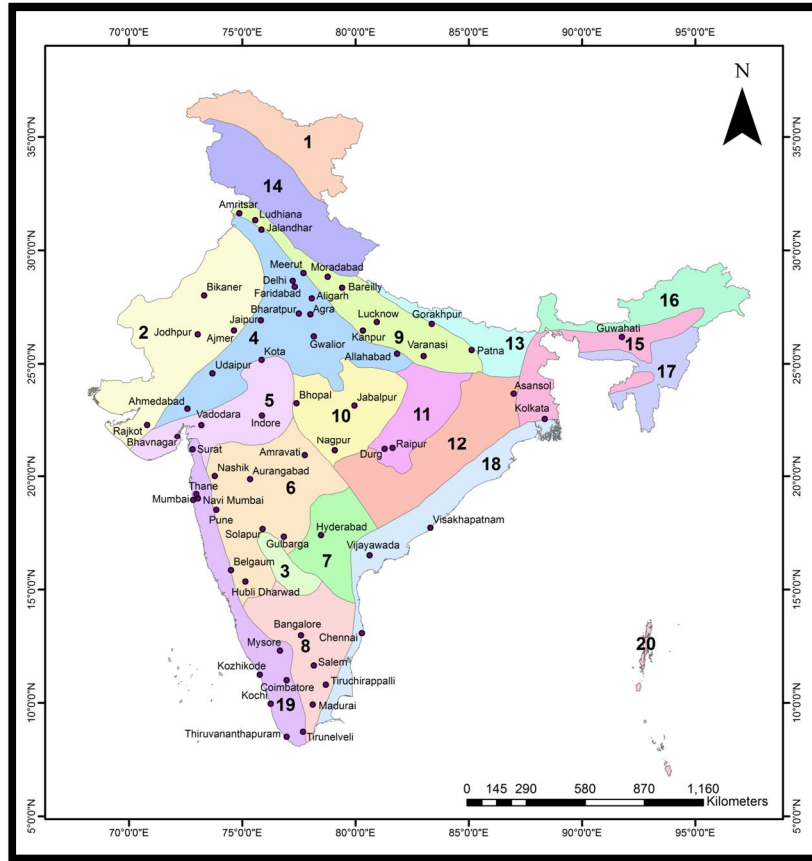 70°0'0"E 75°0'0"E 80°0'0"E 85°0'0"E 90°0'0"E 95°0'0"E
N
35°0'0"N
35°0'0"N
1
14
Amritsar
Ludhiana
Jalandhar
30°0'0"N
30°0'0"N
Meerut
Moradabad
Delhi
Bareilly
Bikaner
Faridabad
Aligarh
16
Bharatpur
Agra
Lucknow
Gorakhpur
Guwahati
2
Jaipur
4
Kanpur
9
13
15
Jodhpur
Ajmer
Gwalior
Varanasi
Kota
Allahabad
Patna
17
25°0'0"N
25°0'0"N
Udaipur
Asansol
5
Bhopal
Jabalpur
11
Ahmedabad
10
Kolkata
Vadodara
Indore
12
Rajkot
Nagpur
Raipur
Bhavnagar
Amravati
Durg
18
Surat
20°0'0"N
20°0'0"N
Nashik
Aurangabad
Thane
6
Mumbai
Navi Mumbai
Pune
Hyderabad
Visakhapatnam
Solapur
Gulbarga
Vijayawada
7
3
Belgaum
15°0'0"N
15°0'0"N
Hubli Dharwad
Bangalore
Chennai
20
Mysore
8
Kozhikode
Salem
Coimbatore
Tiruchirappalli
Kochi
19
Madurai
10°0'0"N
10°0'0"N
Thiruvananthapuram
Tirunelveli
0 145 290 580 870 1,160
Kilometers
5°0'0"N
5°0'0"N
70°0'0"E 75°0'0"E 80°0'0"E 85°0'0"E 90°0'0"E 95°0'0"E